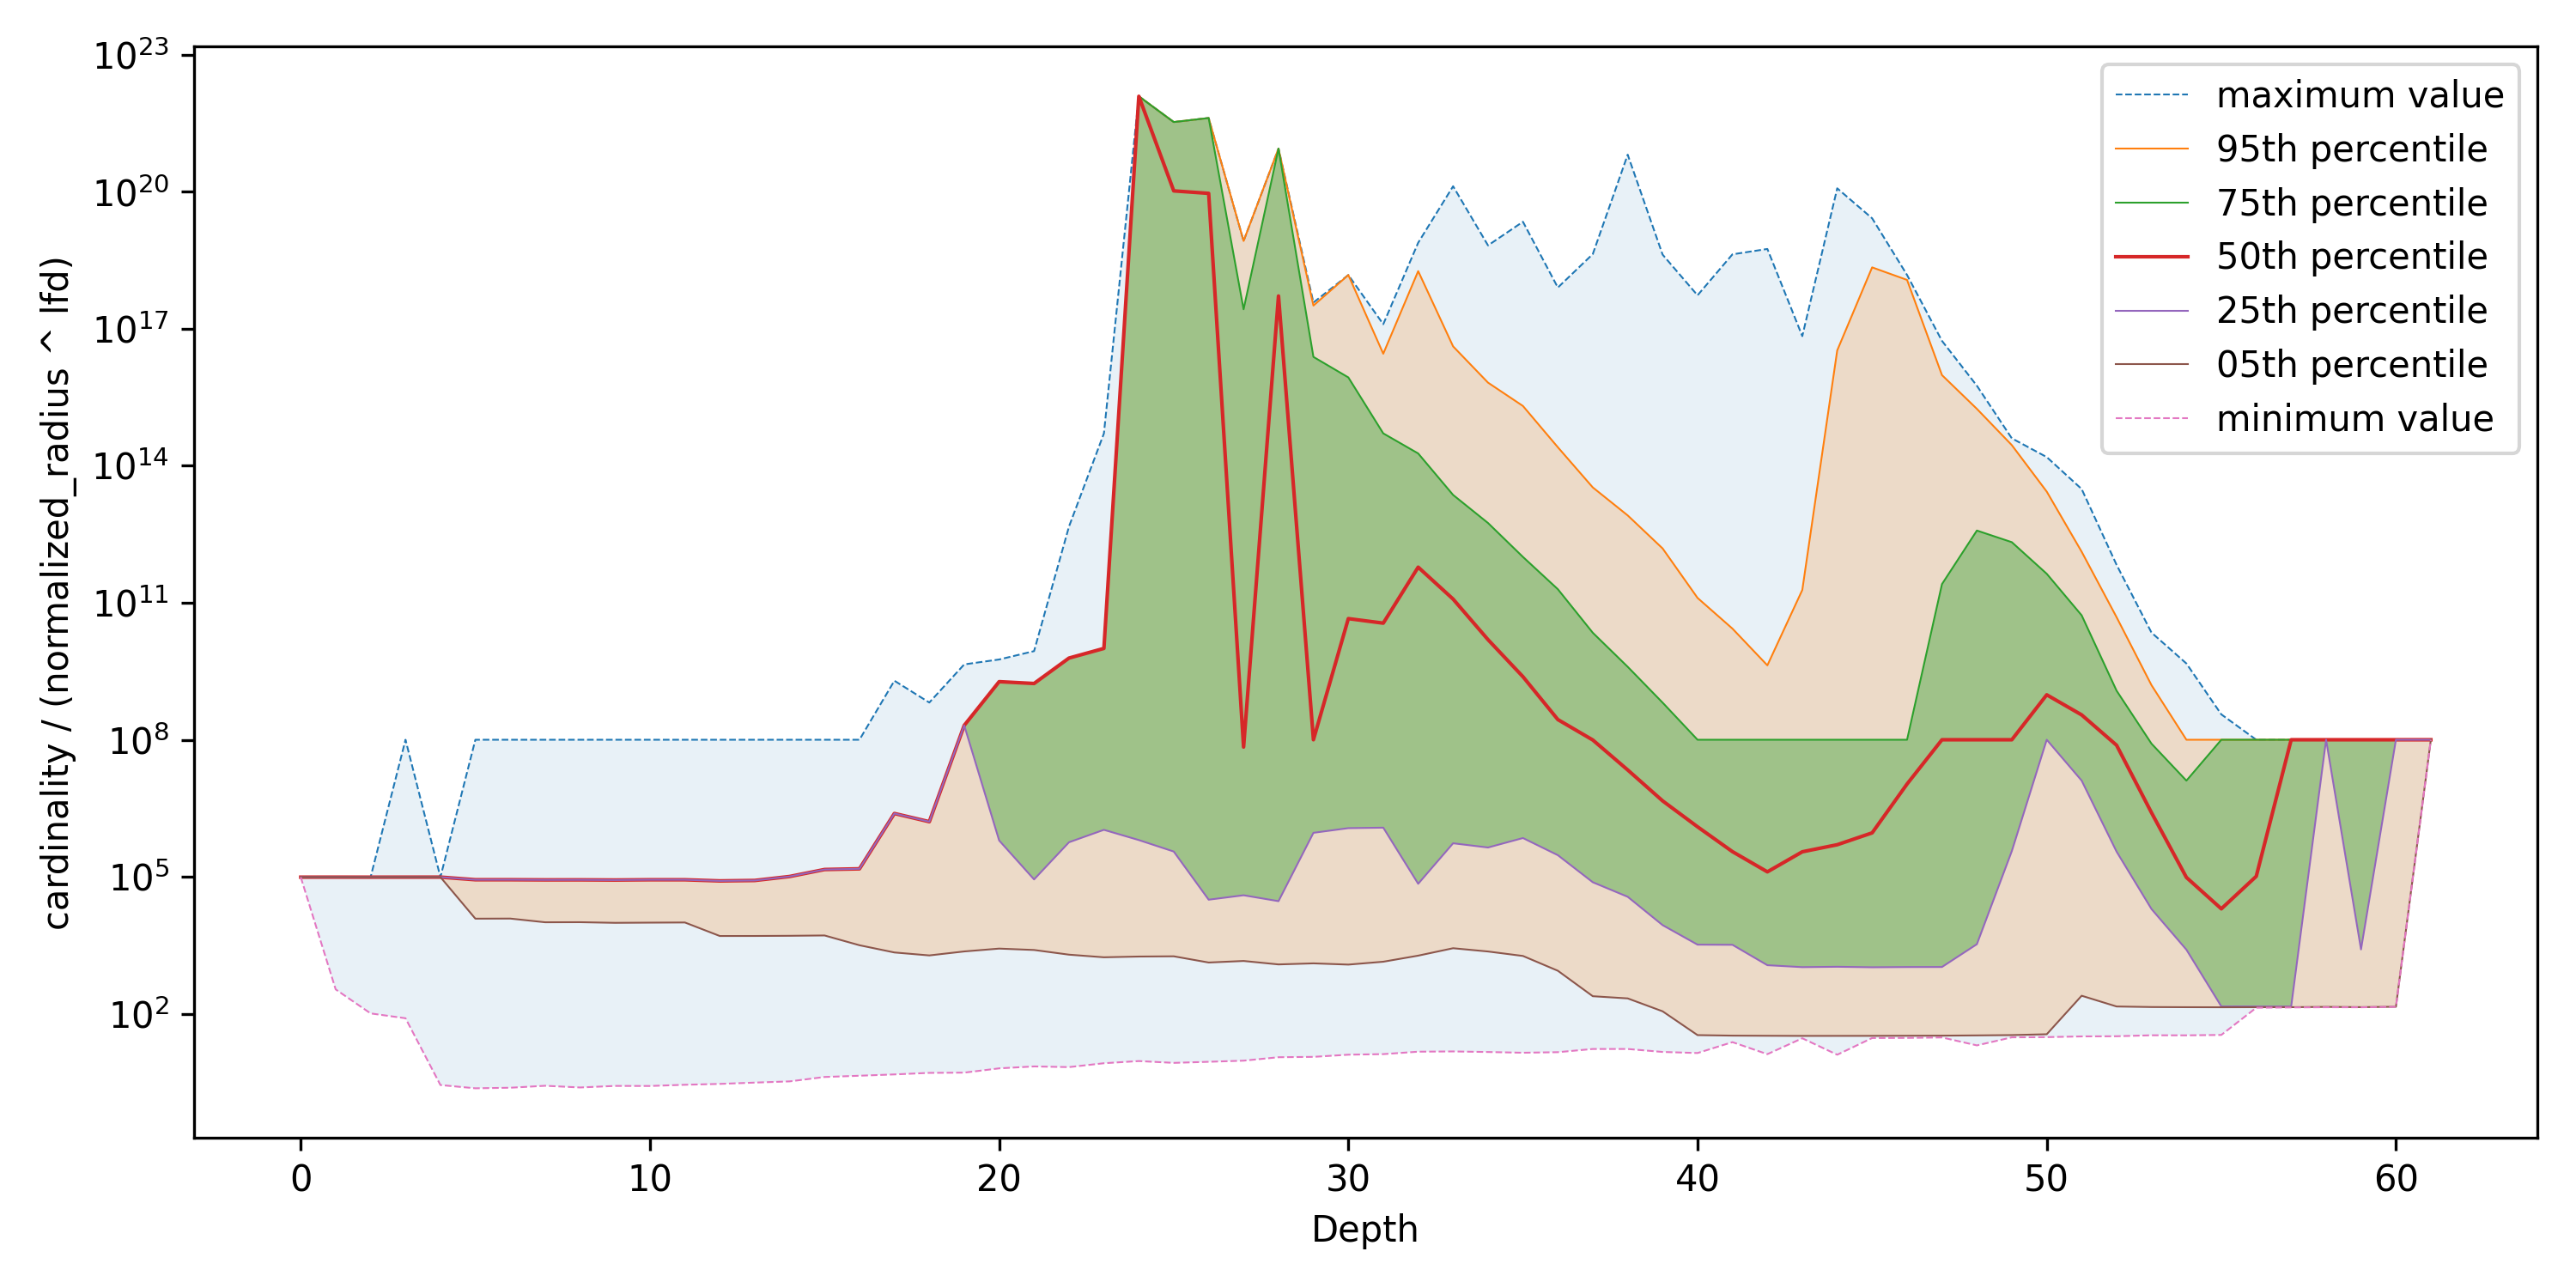 10^23
10^20
10^17
10^14
10^11
10^8
10^5
10^2
cardinality / (normalized_radius ^ lfd)
maximum value
95th percentile
75th percentile
50th percentile
25th percentile
05th percentile
minimum value
0 10 20 30 40 50 60
Depth